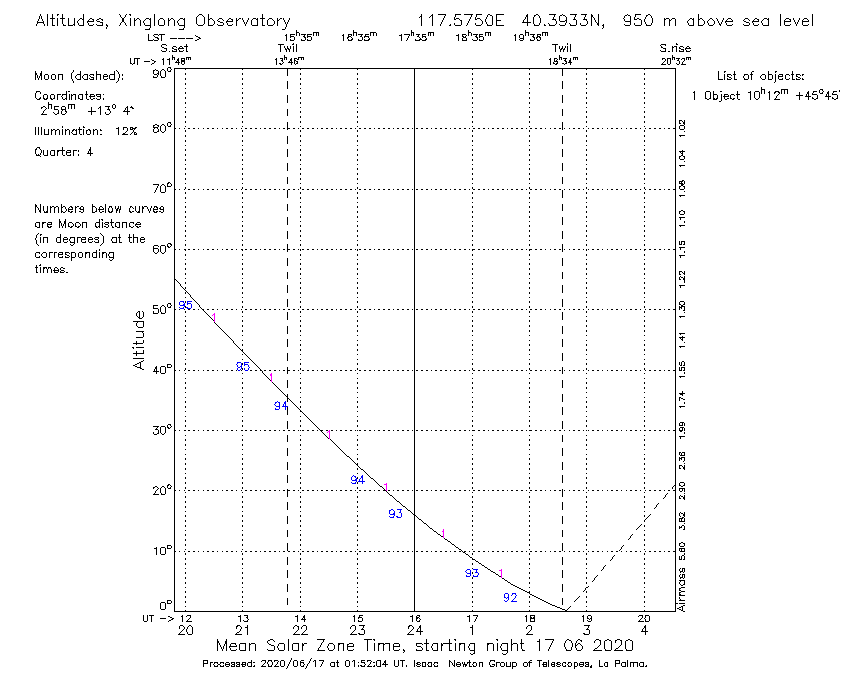 Altitudes, Xinglong Observatory 117.5750E 40.3933N, 950 m above sea level
LST ---> 15h35m 16h35m 17h35m 18h35m 19h36m
S.set Twil Twil S.rise
UT -> 11h48m 13h46m 18h34m 20h32m
Moon (dashed):
Coordinates:
2h58m +13° 4'
Illumination: 12%
Quarter: 4
Numbers below curves
are Moon distance
(in degrees) at the
corresponding
times.
List of objects:
1 Object 10h12m +45°45'
90°
80°
70°
60°
50°
40°
30°
20°
10°
0°
Altitude
95
1
95
1
94
1
94
1
93
1
93
1
92
1.02
1.04
1.06
1.10
1.15
1.22
1.30
1.41
1.55
1.74
1.99
2.36
2.90
3.82
5.60
Airmass
UT -> 12 13 14 15 16 17 18 19 20
20 21 22 23 24 1 2 3 4
Mean Solar Zone Time, starting night 17 06 2020
Processed: 2020/06/17 at 01:52:04 UT. Isaac Newton Group of Telescopes, La Palma.